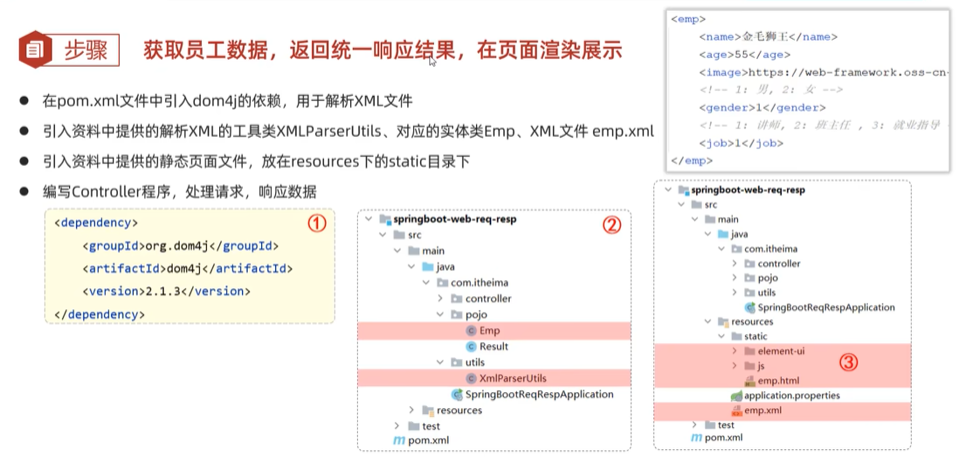 步骤
获取员工数据，返回统一响应结果，在页面渲染展示
● 在pom.xml文件中引入dom4j的依赖，用于解析XML文件
● 引入资料中提供的解析XML的工具类XMLParserUtils、对应的实体类Emp、XML文件 emp.xml
● 引入资料中提供的静态页面文件，放在resources下的static目录下
● 编写Controller程序，处理请求，响应数据
<emp>
<name>金毛狮王</name>
<age>55</age>
<image>https://web-framework.oss-cn-
<!-- 1: 男, 2: 女 -->
<gender>1</gender>
<!-- 1: 讲师, 2: 班主任 , 3: 就业指导
<job>1</job>
</emp>
①
<dependency>
<groupId>org.dom4j</groupId>
<artifactId>dom4j</artifactId>
<version>2.1.3</version>
</dependency>
②
springboot-web-req-resp
src
main
java
com.itheima
controller
pojo
Emp
Result
utils
XmlParserUtils
SpringBootReqRespApplication
resources
test
pom.xml
springboot-web-req-resp
src
main
java
com.itheima
controller
pojo
utils
SpringBootReqRespApplication
resources
static
element-ui
③
js
emp.html
application.properties
emp.xml
test
pom.xml